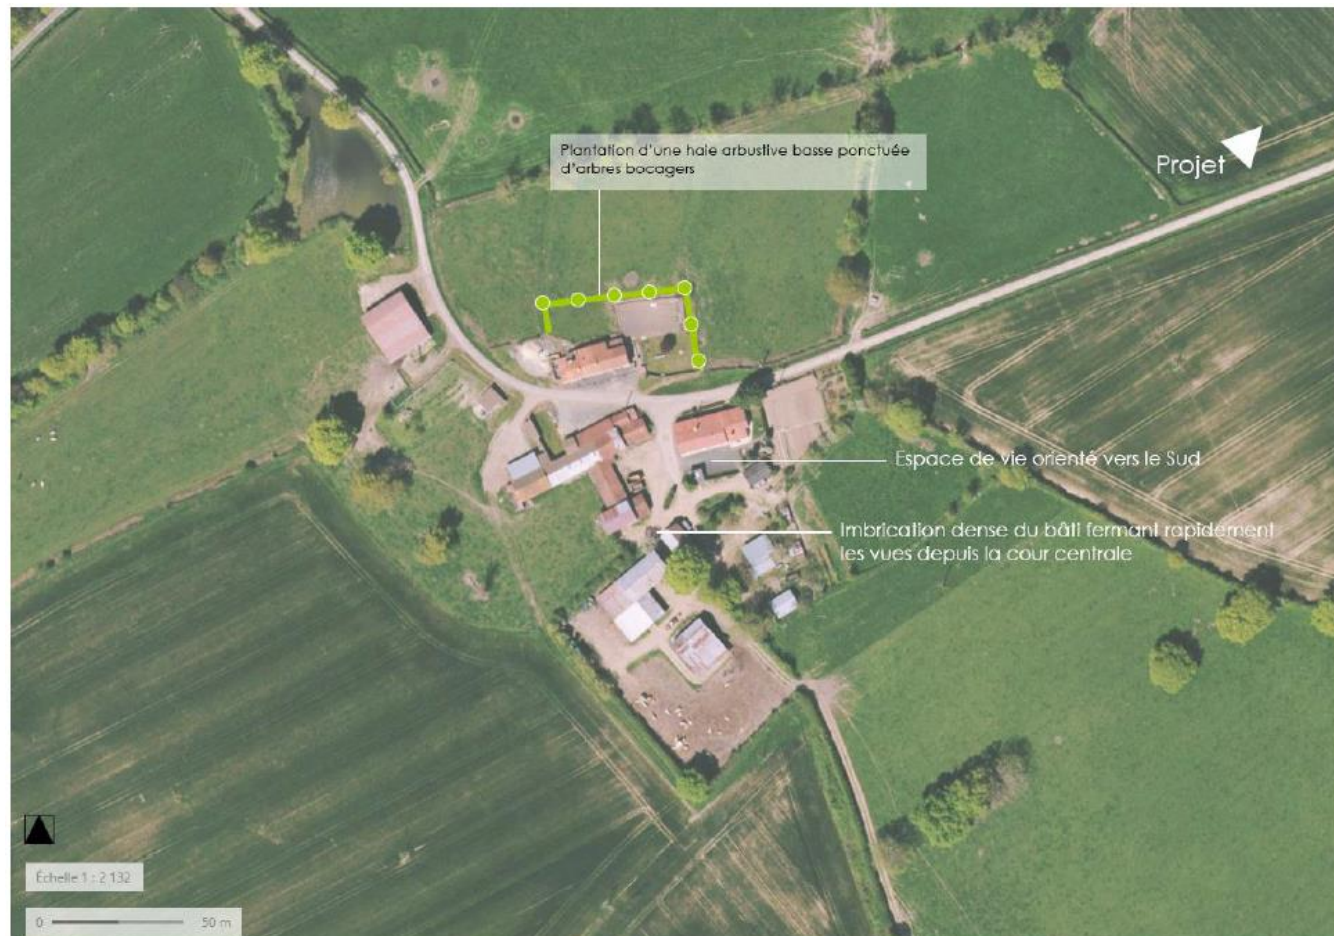 Plantation d'une haie arbustive basse ponctuée
d'arbres bocagers
Projet
Espace de vie orienté vers le Sud
Imbrication dense du bâti fermant rapidement
les vues depuis la cour centrale
Échelle 1 : 2 132
0 50 m